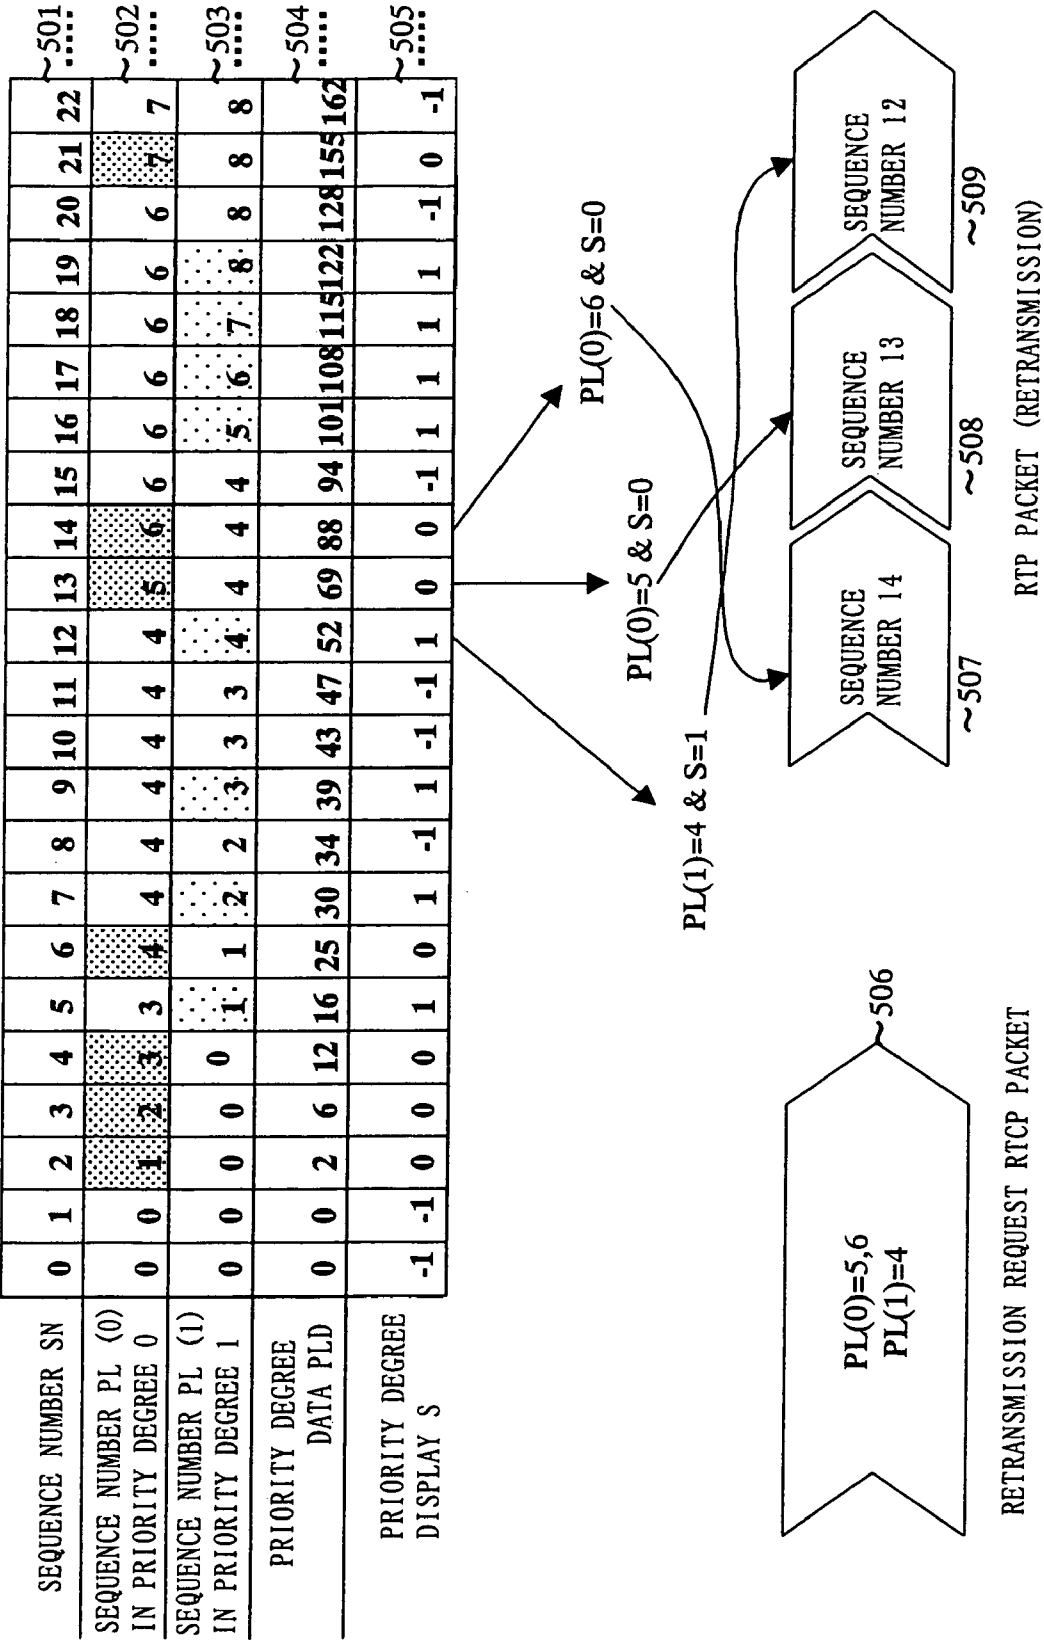 SEQUENCE NUMBER SN 0 1 2 3 4 5 6 7 8 9 10 11 12 13 14 15 16 17 18 19 20 21 22 ~501
SEQUENCE NUMBER PL (0)
IN PRIORITY DEGREE 0 0 0 1 2 3 3 4 4 4 4 4 4 4 5 6 6 6 6 6 6 6 7 7 ~502
SEQUENCE NUMBER PL (1)
IN PRIORITY DEGREE 1 0 0 0 0 0 1 1 2 2 3 3 3 4 4 4 4 5 6 7 8 8 8 8 ~503
PRIORITY DEGREE
DATA PLD 0 0 2 6 12 16 25 30 34 39 43 47 52 69 88 94 101 108 115 122 128 155 162 ~504
PRIORITY DEGREE
DISPLAY S -1 -1 0 0 0 1 0 1 -1 1 -1 -1 1 0 0 -1 1 1 1 1 -1 0 -1 ~505
PL(1)=4 & S=1
PL(0)=5 & S=0
PL(0)=6 & S=0
PL(0)=5,6
PL(1)=4
~506
RETRANSMISSION REQUEST RTCP PACKET
SEQUENCE
NUMBER 14
~507
SEQUENCE
NUMBER 13
~508
SEQUENCE
NUMBER 12
~509
RTP PACKET (RETRANSMISSION)